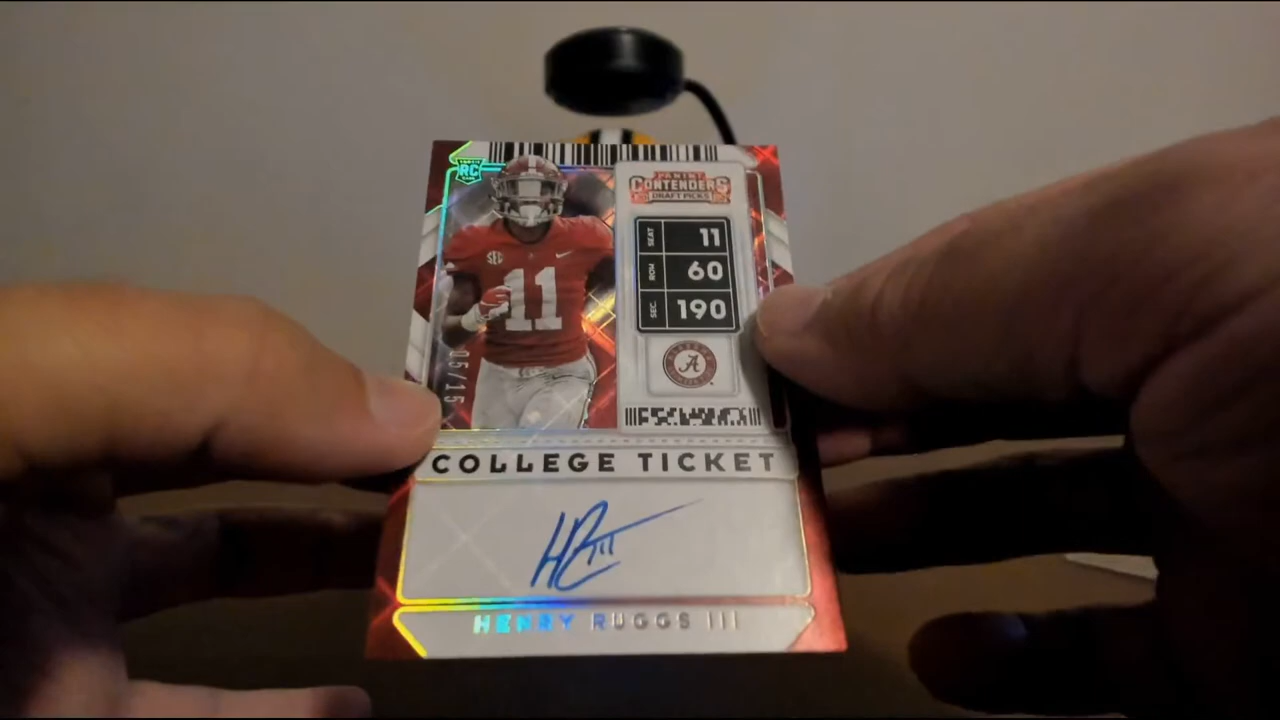 RC
PANINI
CONTENDERS
DRAFT PICKS
SEAT 11
ROW 60
SEC. 190
SEC
11
A
05/15
COLLEGE TICKET
HR11
HENRY RUGGS III